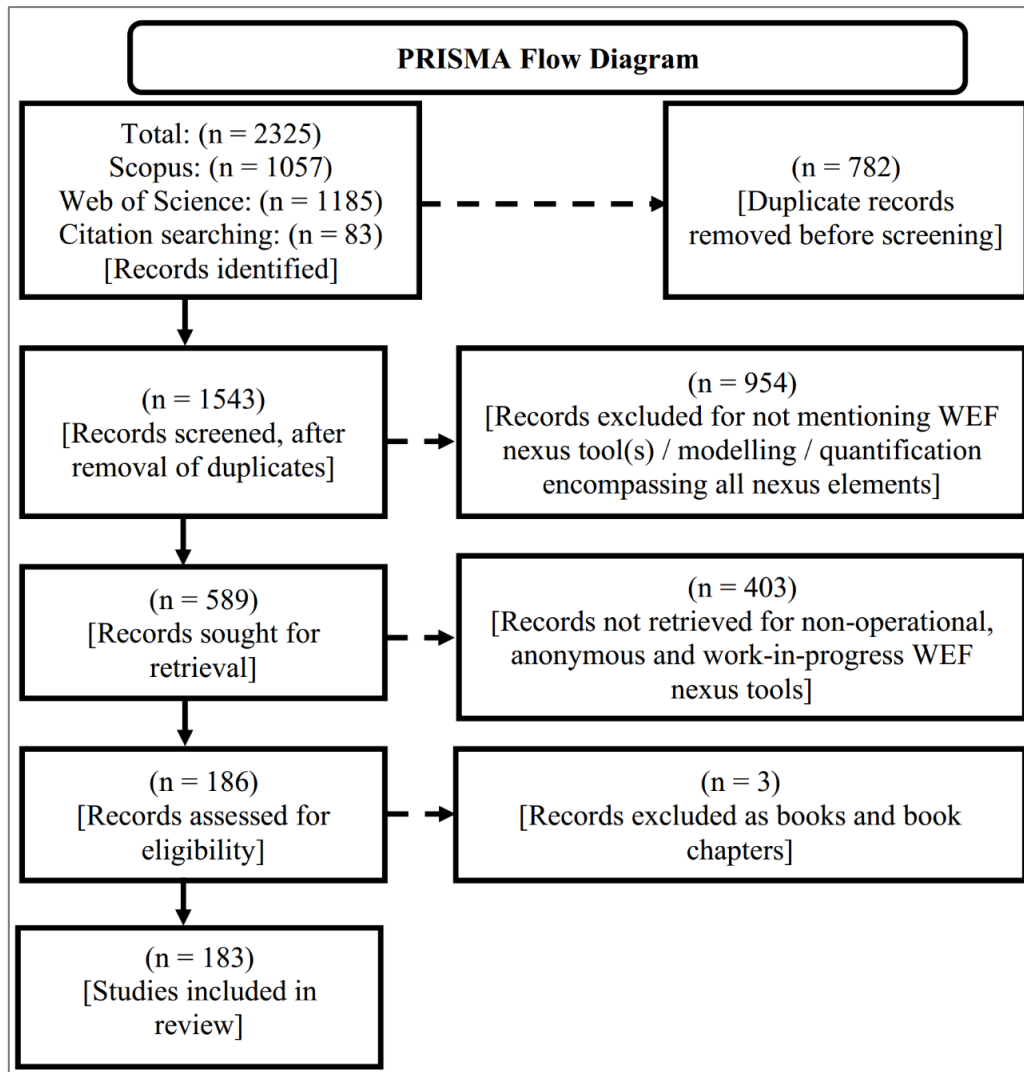 PRISMA Flow Diagram
Total: (n = 2325)
Scopus: (n = 1057)
Web of Science: (n = 1185)
Citation searching: (n = 83)
[Records identified]
(n = 782)
[Duplicate records
removed before screening]
(n = 1543)
[Records screened, after
removal of duplicates]
(n = 954)
[Records excluded for not mentioning WEF
nexus tool(s) / modelling / quantification
encompassing all nexus elements]
(n = 589)
[Records sought for
retrieval]
(n = 403)
[Records not retrieved for non-operational,
anonymous and work-in-progress WEF
nexus tools]
(n = 186)
[Records assessed for
eligibility]
(n = 3)
[Records excluded as books and book
chapters]
(n = 183)
[Studies included in
review]